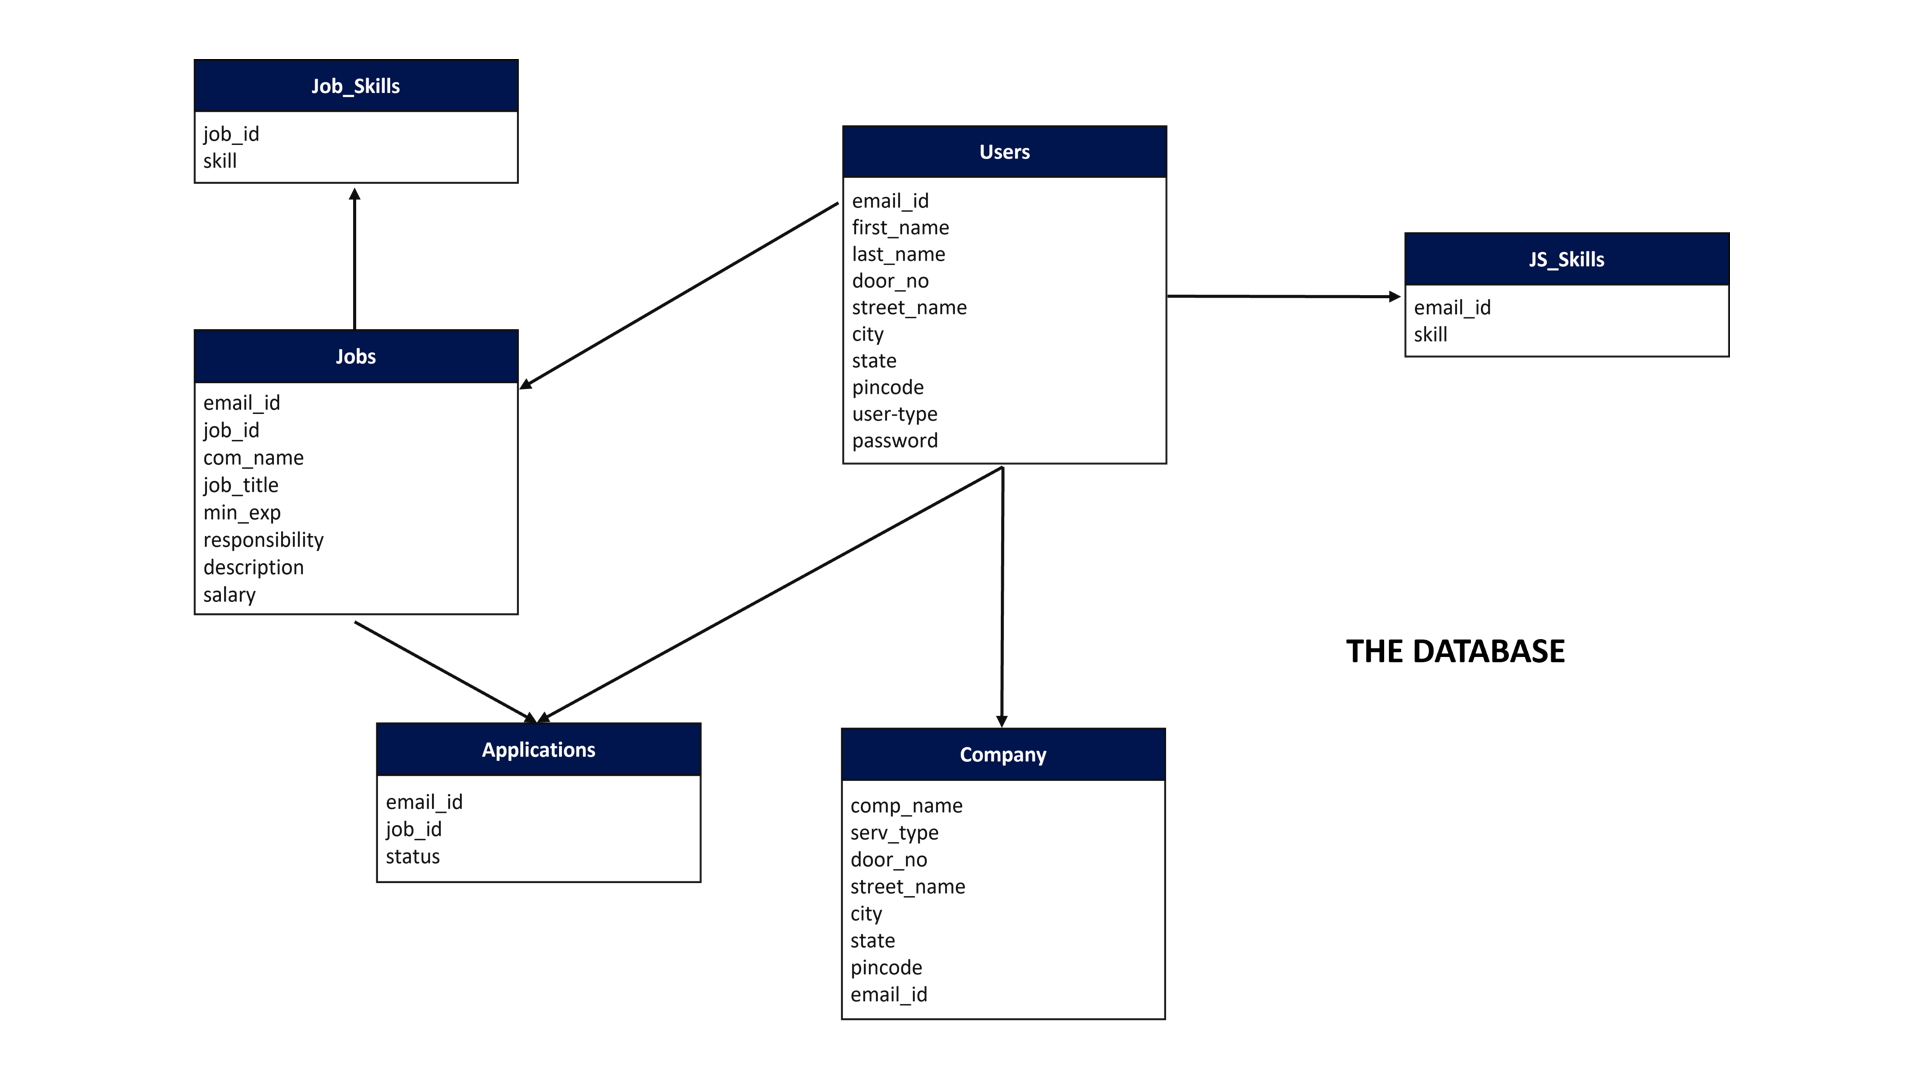 Job_Skills
job_id
skill
Users
email_id
first_name
last_name
door_no
street_name
city
state
pincode
user-type
password
JS_Skills
email_id
skill
Jobs
email_id
job_id
com_name
job_title
min_exp
responsibility
description
salary
THE DATABASE
Applications
email_id
job_id
status
Company
comp_name
serv_type
door_no
street_name
city
state
pincode
email_id